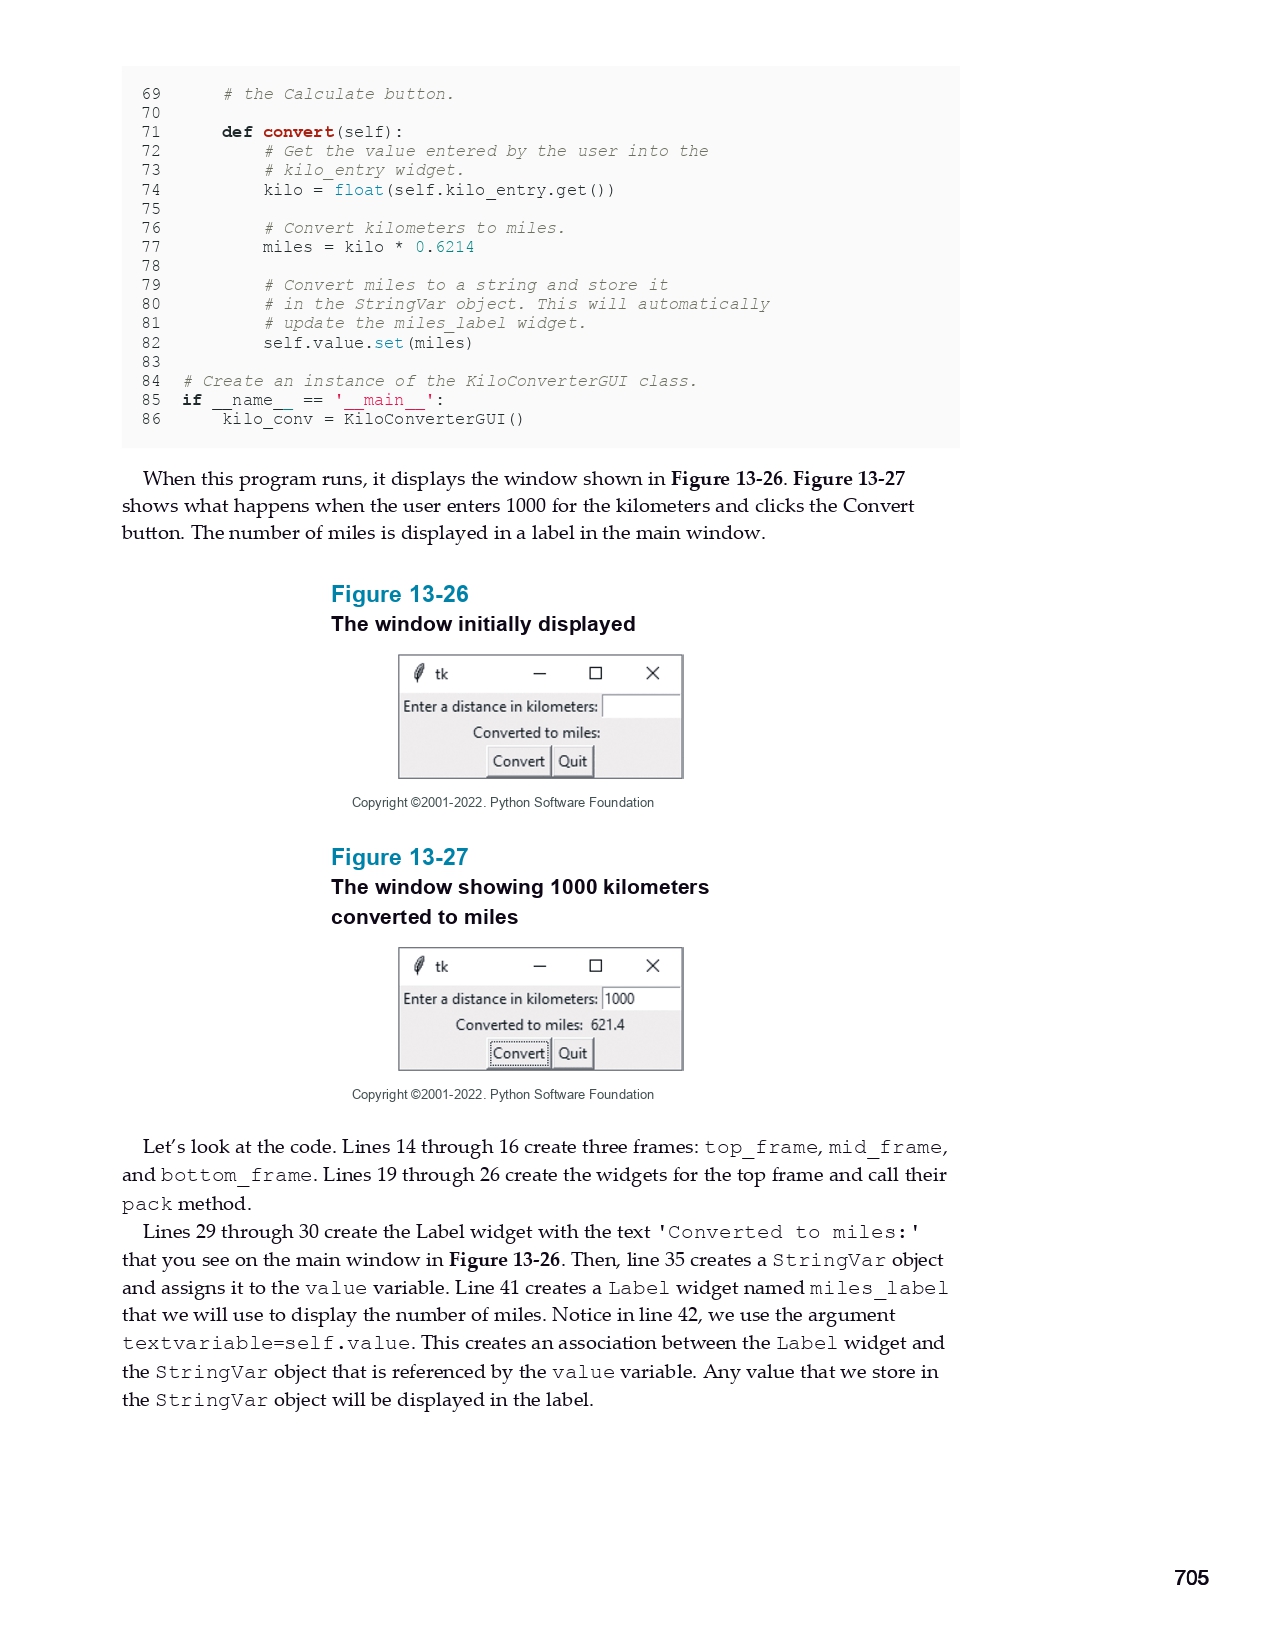 69      # the Calculate button.
70
71      def convert(self):
72          # Get the value entered by the user into the
73          # kilo_entry widget.
74          kilo = float(self.kilo_entry.get())
75
76          # Convert kilometers to miles.
77          miles = kilo * 0.6214
78
79          # Convert miles to a string and store it
80          # in the StringVar object. This will automatically
81          # update the miles_label widget.
82          self.value.set(miles)
83
84  # Create an instance of the KiloConverterGUI class.
85  if __name__ == '__main__':
86      kilo_conv = KiloConverterGUI()
When this program runs, it displays the window shown in Figure 13-26. Figure 13-27
shows what happens when the user enters 1000 for the kilometers and clicks the Convert
button. The number of miles is displayed in a label in the main window.
Figure 13-26
The window initially displayed
tk
Enter a distance in kilometers:
Converted to miles:
Convert Quit
Copyright ©2001-2022. Python Software Foundation
Figure 13-27
The window showing 1000 kilometers
converted to miles
tk
Enter a distance in kilometers: 1000
Converted to miles: 621.4
Convert Quit
Copyright ©2001-2022. Python Software Foundation
Let’s look at the code. Lines 14 through 16 create three frames: top_frame, mid_frame,
and bottom_frame. Lines 19 through 26 create the widgets for the top frame and call their
pack method.
Lines 29 through 30 create the Label widget with the text 'Converted to miles:'
that you see on the main window in Figure 13-26. Then, line 35 creates a StringVar object
and assigns it to the value variable. Line 41 creates a Label widget named miles_label
that we will use to display the number of miles. Notice in line 42, we use the argument
textvariable=self.value. This creates an association between the Label widget and
the StringVar object that is referenced by the value variable. Any value that we store in
the StringVar object will be displayed in the label.
705